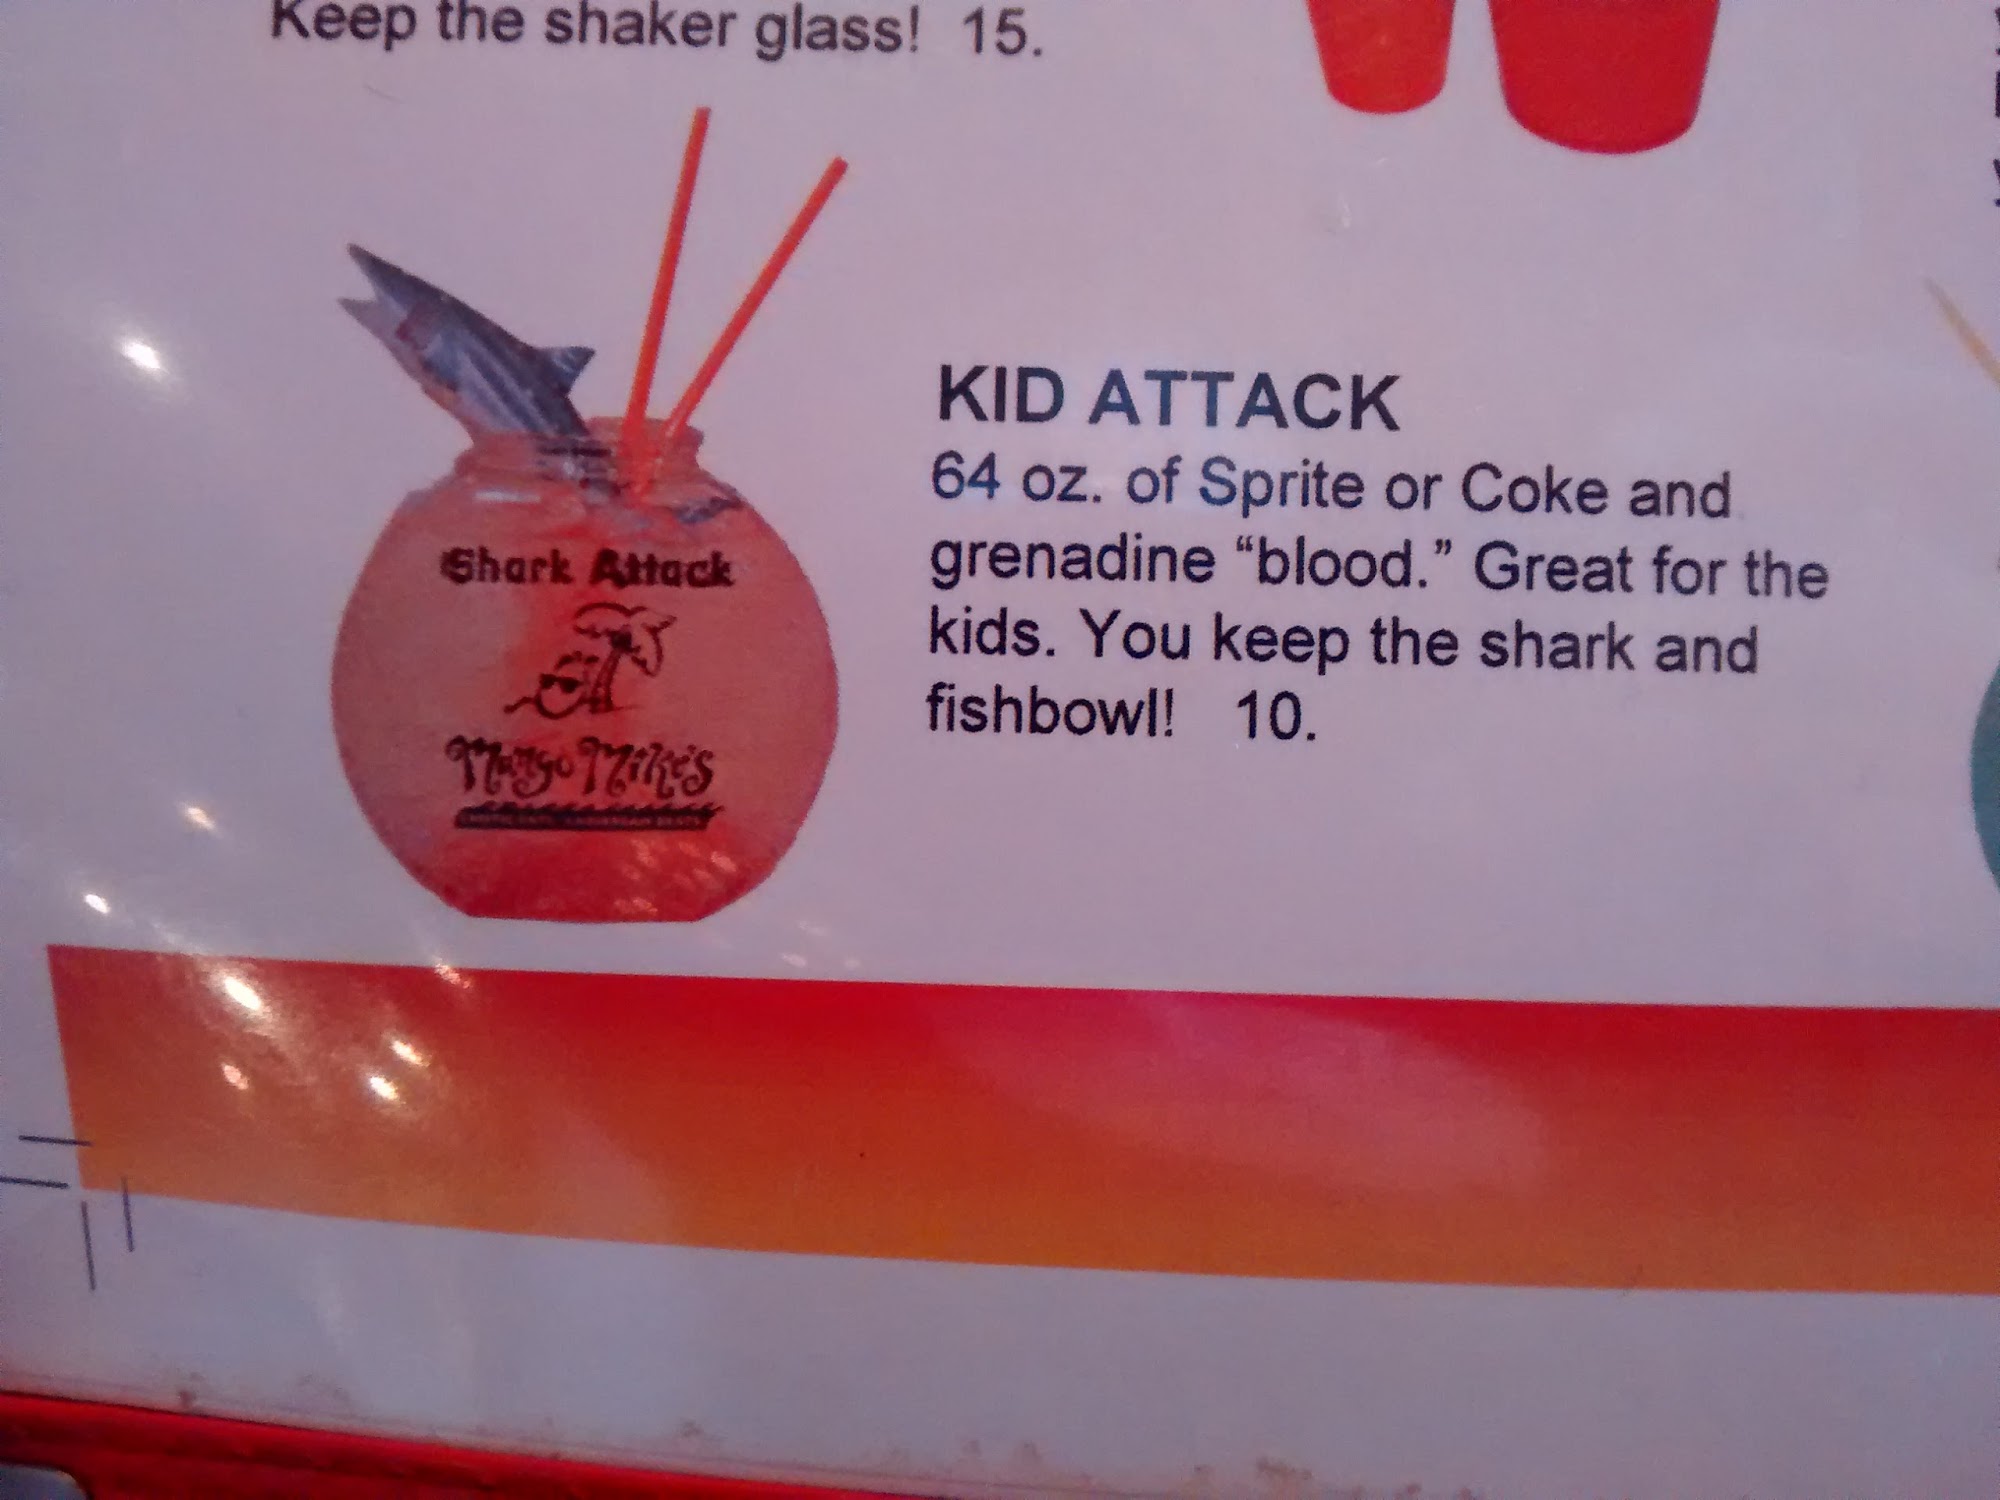 Keep the shaker glass! 15.
Shark Attack
Mango Mike's
KID ATTACK
64 oz. of Sprite or Coke and
grenadine “blood.” Great for the
kids. You keep the shark and
fishbowl! 10.